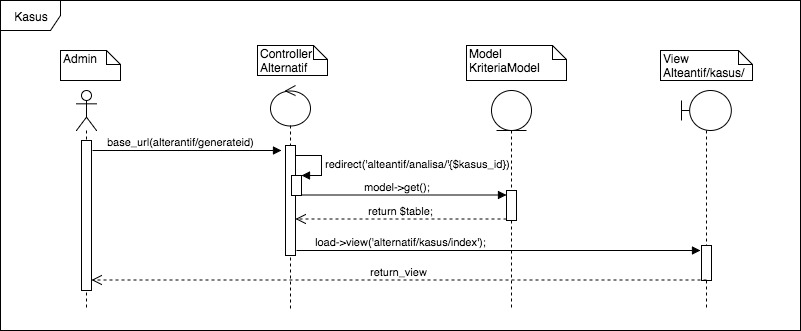 Kasus
Admin
Controller
Alternatif
Model
KriteriaModel
View
Alteantif/kasus/
base_url(alterantif/generateid)
redirect('alteantif/analisa/'{$kasus_id})
model->get();
return $table;
load->view('alternatif/kasus/index');
return_view